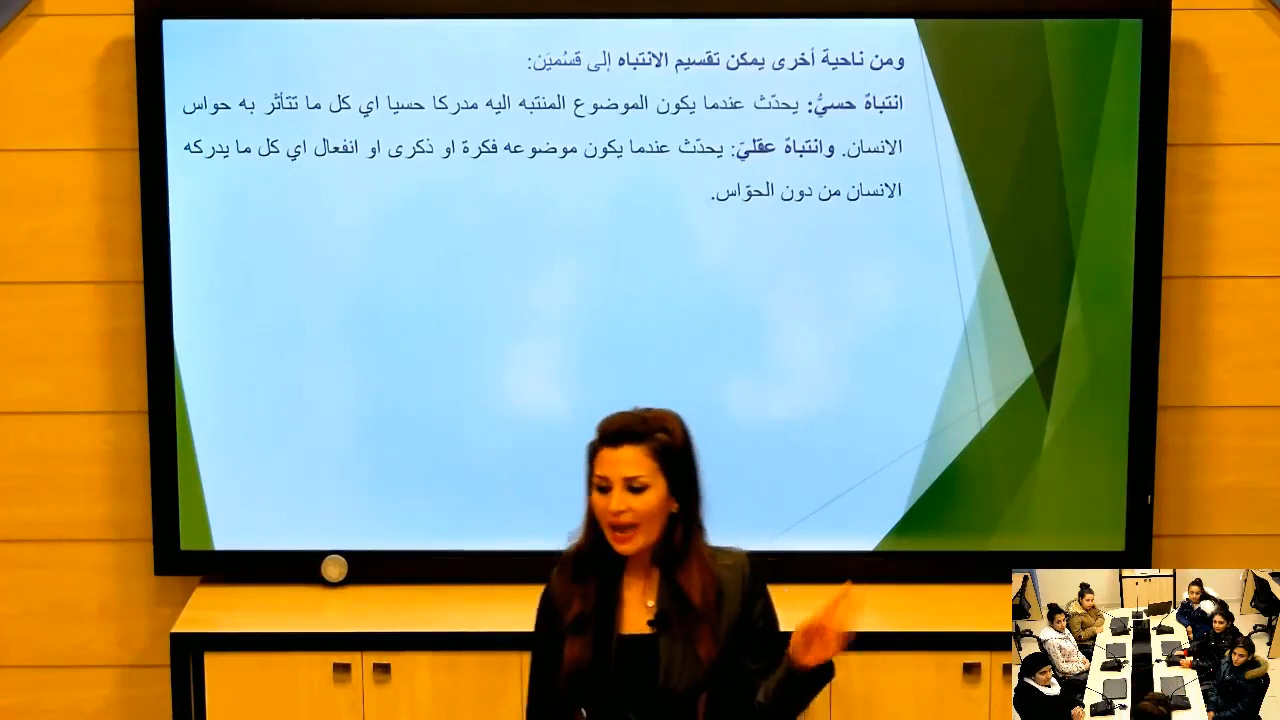 ومن ناحية أخرى يمكن تقسيم الانتباه إلى قسُميَن:
انتباهٌ حسيُّ: يحدّث عندما يكون الموضوع المنتبه اليه مدركا حسيا اي كل ما تتأثر به حواس
الانسان. وانتباهٌ عقليّ: يحدّث عندما يكون موضوعه فكرة او ذكرى او انفعال اي كل ما يدركه
الانسان من دون الحوّاس.